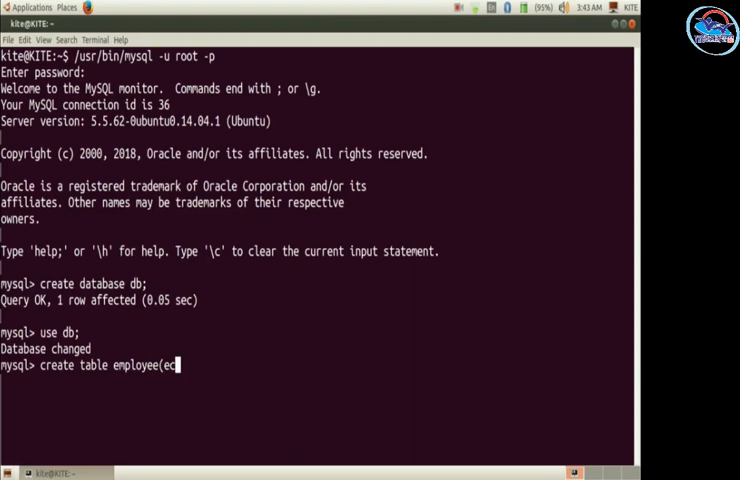 Applications Places
En
(95%)
3:43 AM
KITE
kite@KITE: ~
File Edit View Search Terminal Help
kite@KITE:~$ /usr/bin/mysql -u root -p
Enter password:
Welcome to the MySQL monitor.  Commands end with ; or \g.
Your MySQL connection id is 36
Server version: 5.5.62-0ubuntu0.14.04.1 (Ubuntu)
Copyright (c) 2000, 2018, Oracle and/or its affiliates. All rights reserved.
Oracle is a registered trademark of Oracle Corporation and/or its
affiliates. Other names may be trademarks of their respective
owners.
Type 'help;' or '\h' for help. Type '\c' to clear the current input statement.
mysql> create database db;
Query OK, 1 row affected (0.05 sec)
mysql> use db;
Database changed
mysql> create table employee(ec
kite@KITE: ~